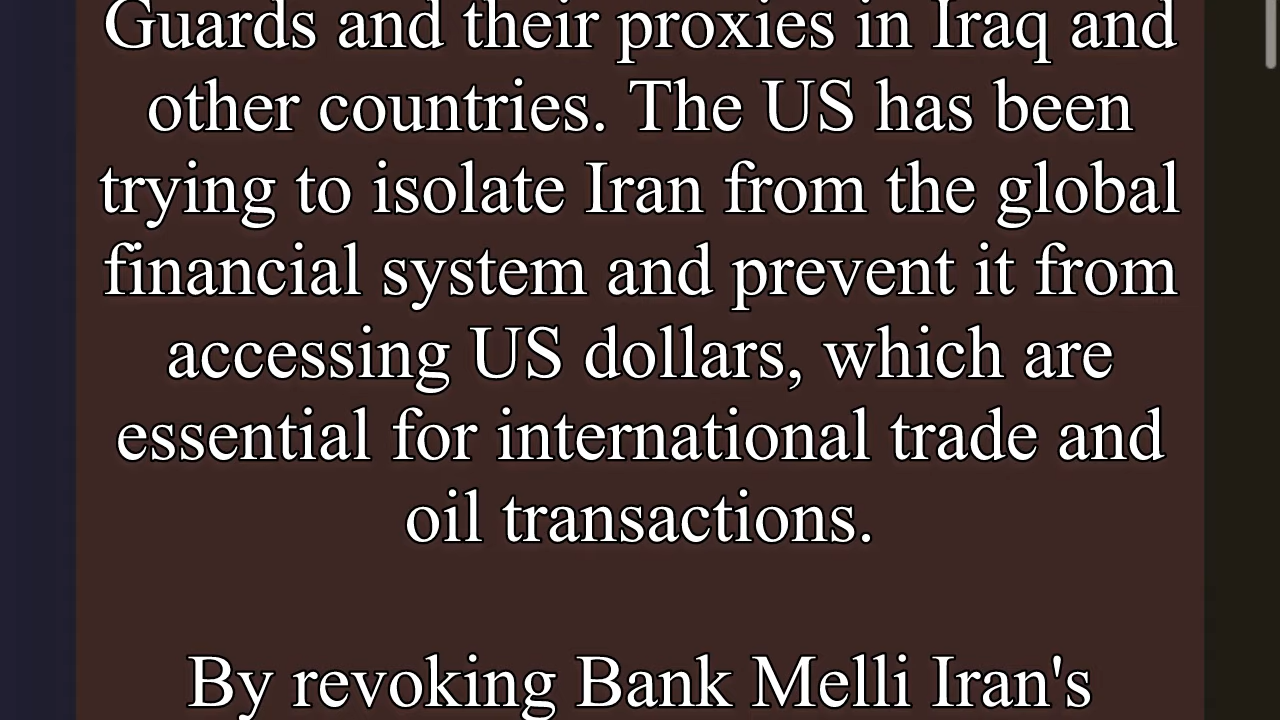 Guards and their proxies in Iraq and
other countries. The US has been
trying to isolate Iran from the global
financial system and prevent it from
accessing US dollars, which are
essential for international trade and
oil transactions.
By revoking Bank Melli Iran's